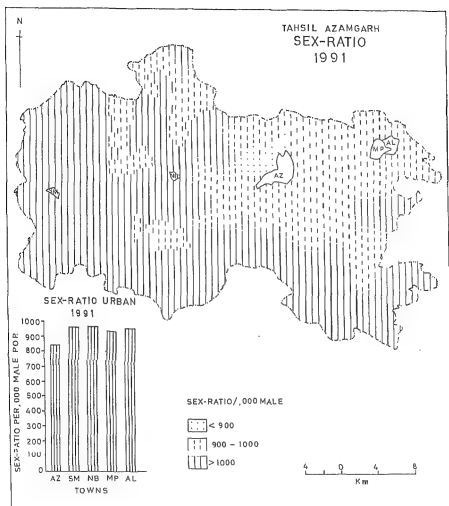 N
TAHSIL AZAMGARH
SEX-RATIO
1991
AL
MP
AZ
SEX-RATIO URBAN
1991
SEX-RATIO PER,000 MALE POP.
1000
900
800
700
600
500
400
300
200
100
0
AZ SM NB MP AL
TOWNS
SEX-RATIO/,000 MALE
< 900
900 - 1000
>1000
4 0 4 8
Km